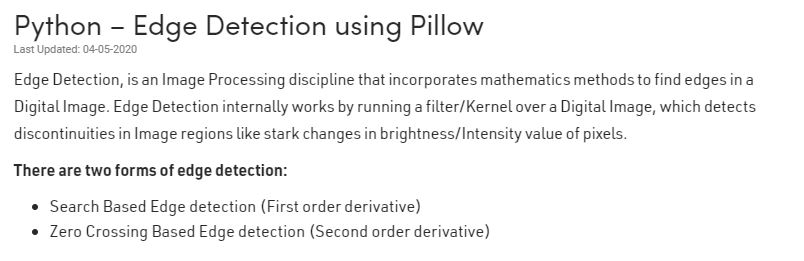 Python – Edge Detection using Pillow
Last Updated: 04-05-2020
Edge Detection, is an Image Processing discipline that incorporates mathematics methods to find edges in a
Digital Image. Edge Detection internally works by running a filter/Kernel over a Digital Image, which detects
discontinuities in Image regions like stark changes in brightness/Intensity value of pixels.
There are two forms of edge detection:
• Search Based Edge detection (First order derivative)
• Zero Crossing Based Edge detection (Second order derivative)